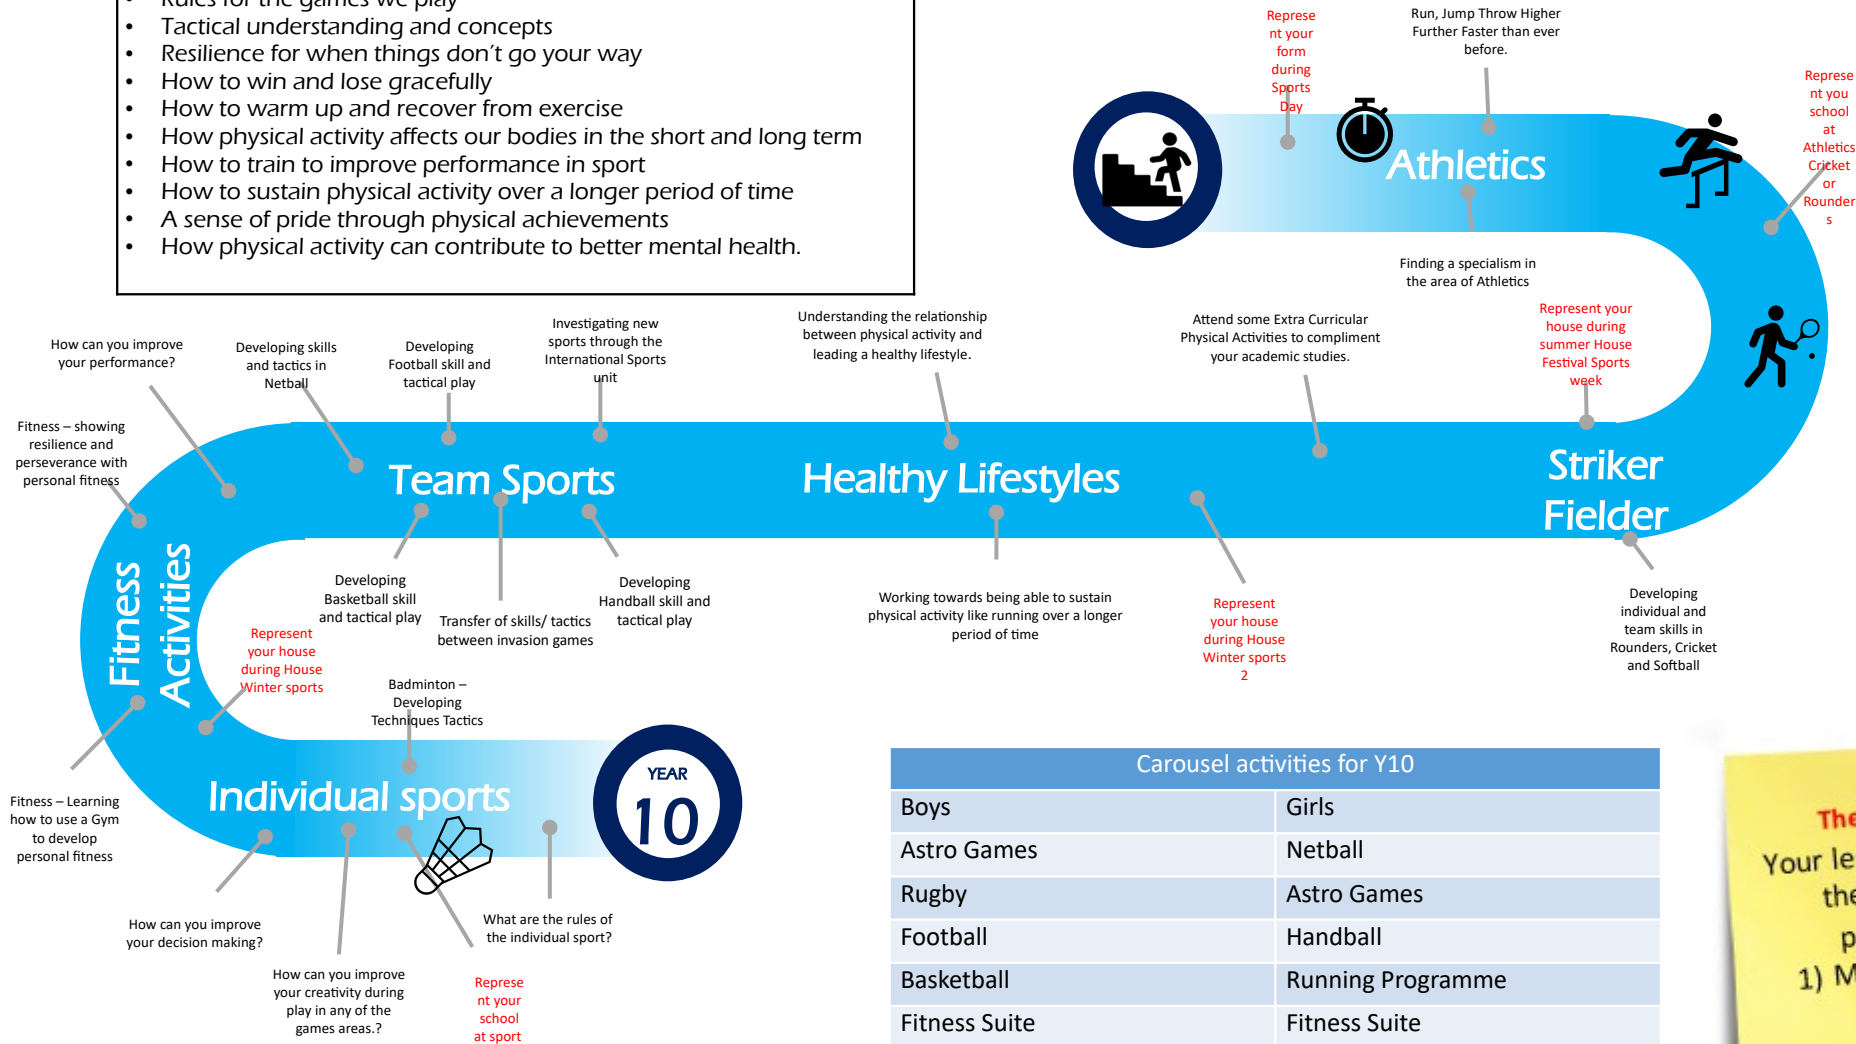 • Rules for the games we play
• Tactical understanding and concepts
• Resilience for when things don't go your way
• How to win and lose gracefully
• How to warm up and recover from exercise
• How physical activity affects our bodies in the short and long term
• How to train to improve performance in sport
• How to sustain physical activity over a longer period of time
• A sense of pride through physical achievements
• How physical activity can contribute to better mental health.
Represe
nt your
form
during
Sports
Day
Run, Jump Throw Higher
Further Faster than ever
before.
Represe
nt you
school
at
Athletics
Cricket
or
Rounder
s
Athletics
Finding a specialism in
the area of Athletics
How can you improve
your performance?
Developing skills
and tactics in
Netball
Developing
Football skill and
tactical play
Investigating new
sports through the
International Sports
unit
Understanding the relationship
between physical activity and
leading a healthy lifestyle.
Attend some Extra Curricular
Physical Activities to compliment
your academic studies.
Represent your
house during
summer House
Festival Sports
week
Fitness – showing
resilience and
perseverance with
personal fitness
Team Sports
Healthy Lifestyles
Striker
Fielder
Fitness
Activities
Developing
Basketball skill
and tactical play
Transfer of skills/ tactics
between invasion games
Developing
Handball skill and
tactical play
Working towards being able to sustain
physical activity like running over a longer
period of time
Represent
your house
during House
Winter sports
2
Developing
individual and
team skills in
Rounders, Cricket
and Softball
Represent
your house
during House
Winter sports
Badminton –
Developing
Techniques Tactics
Individual sports
YEAR
10
Fitness – Learning
how to use a Gym
to develop
personal fitness
How can you improve
your decision making?
How can you improve
your creativity during
play in any of the
games areas.?
Represe
nt your
school
at sport
What are the rules of
the individual sport?
Carousel activities for Y10
Boys Girls
Astro Games Netball
Rugby Astro Games
Football Handball
Basketball Running Programme
Fitness Suite Fitness Suite
The
Your le
the
p
1) M